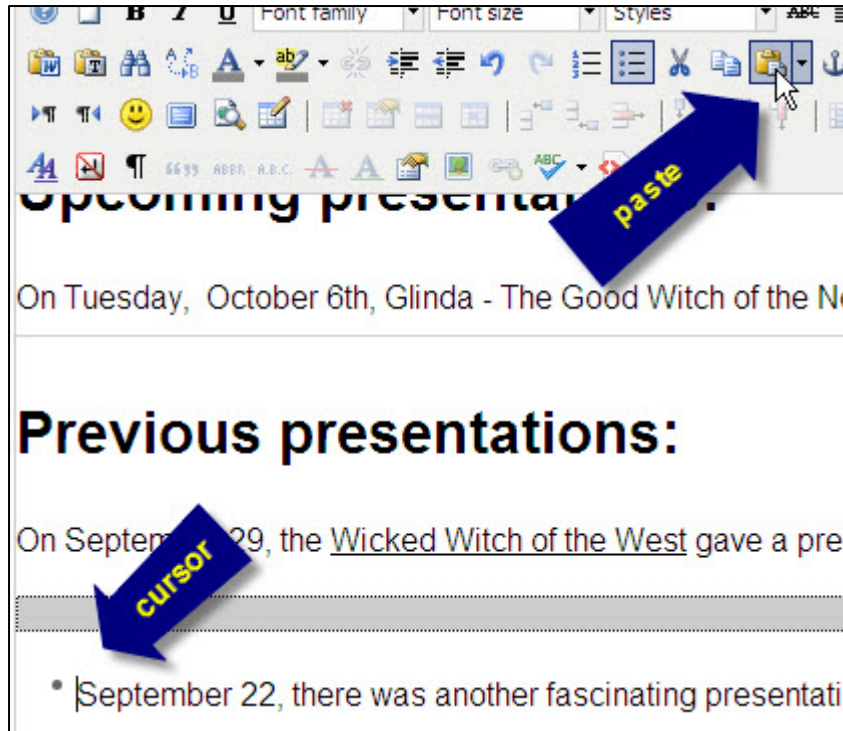 B I U Font family Font size Styles ABC
paste
Upcoming presentations:
On Tuesday, October 6th, Glinda - The Good Witch of the
Previous presentations:
On September 29, the Wicked Witch of the West gave a pre
cursor
• September 22, there was another fascinating presentati